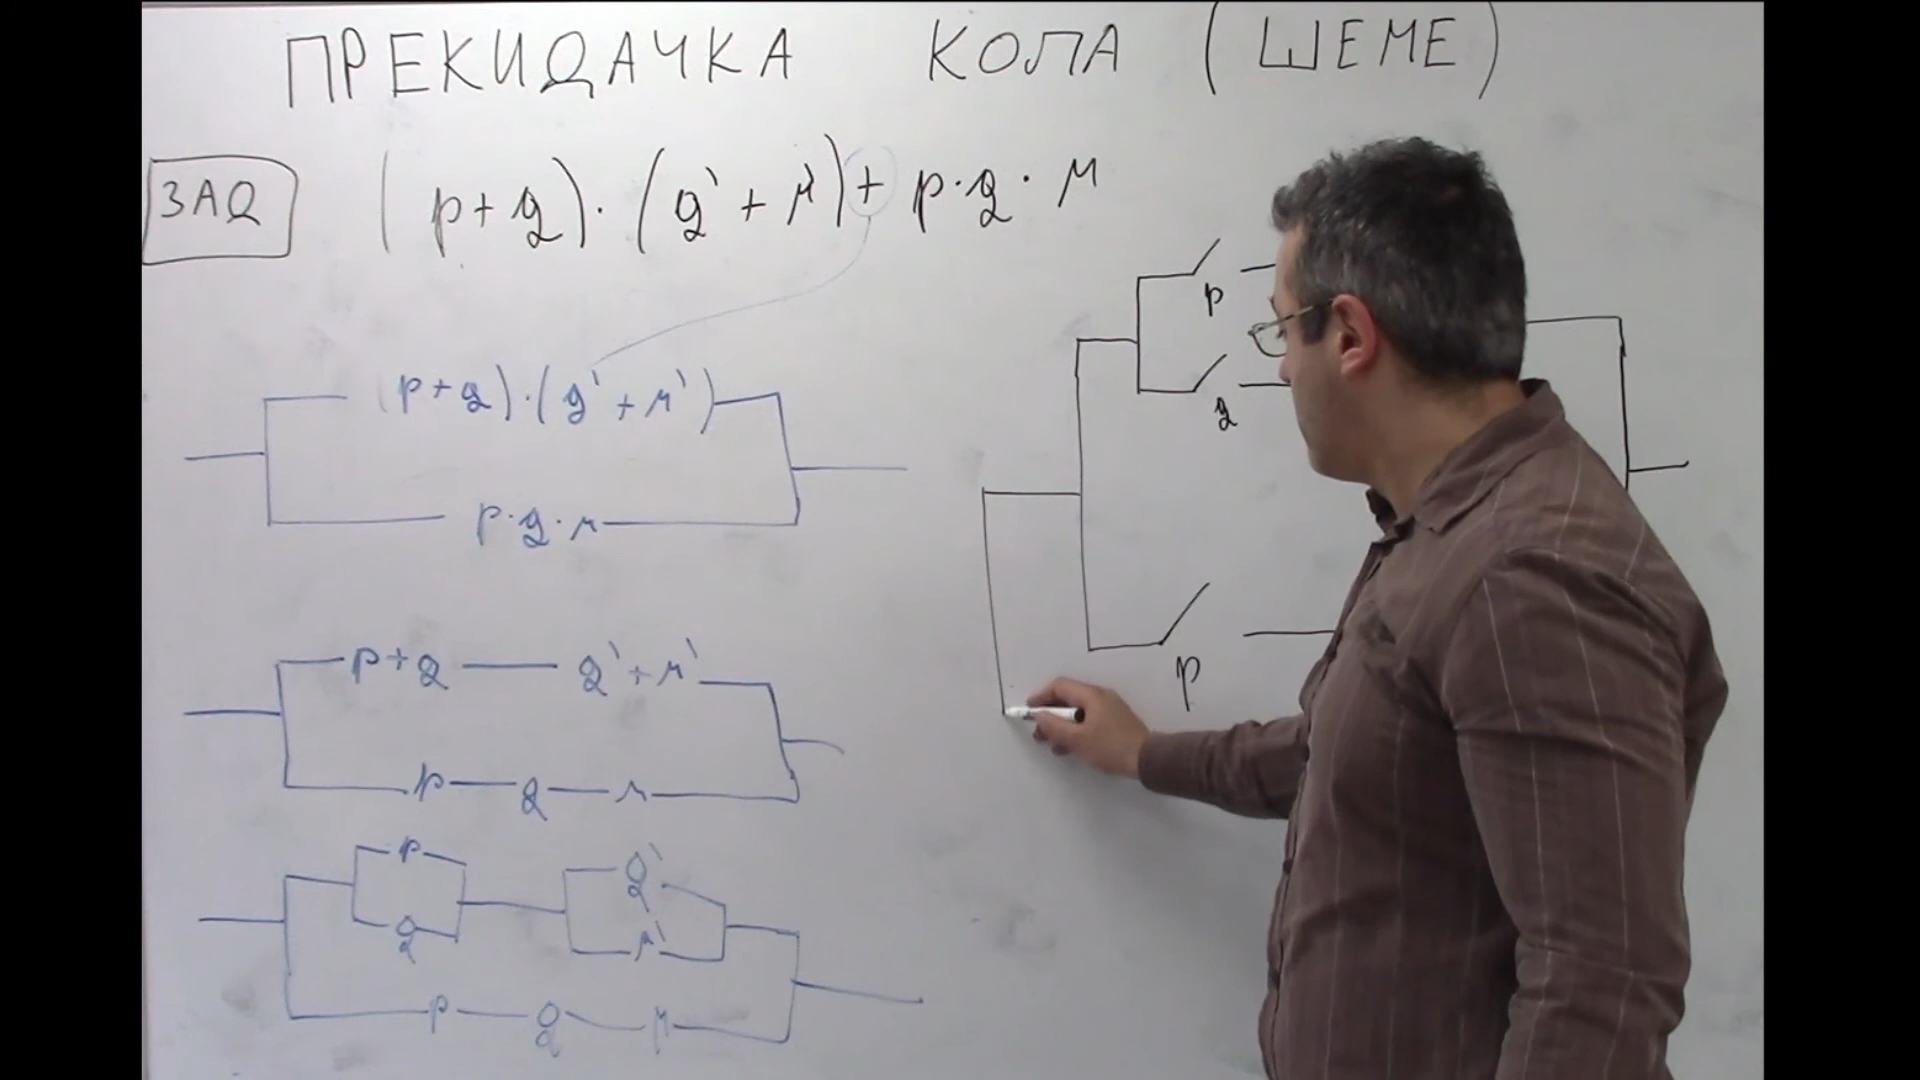 ПРЕКИДАЧКА КОЛА (ШЕМЕ)
ЗАД (p+q)·(q'+r')+p·q·r
(p+q)·(q'+r')
p·q·r
p+q q'+r'
p q r
p q'
q r'
p q r
p
q
p